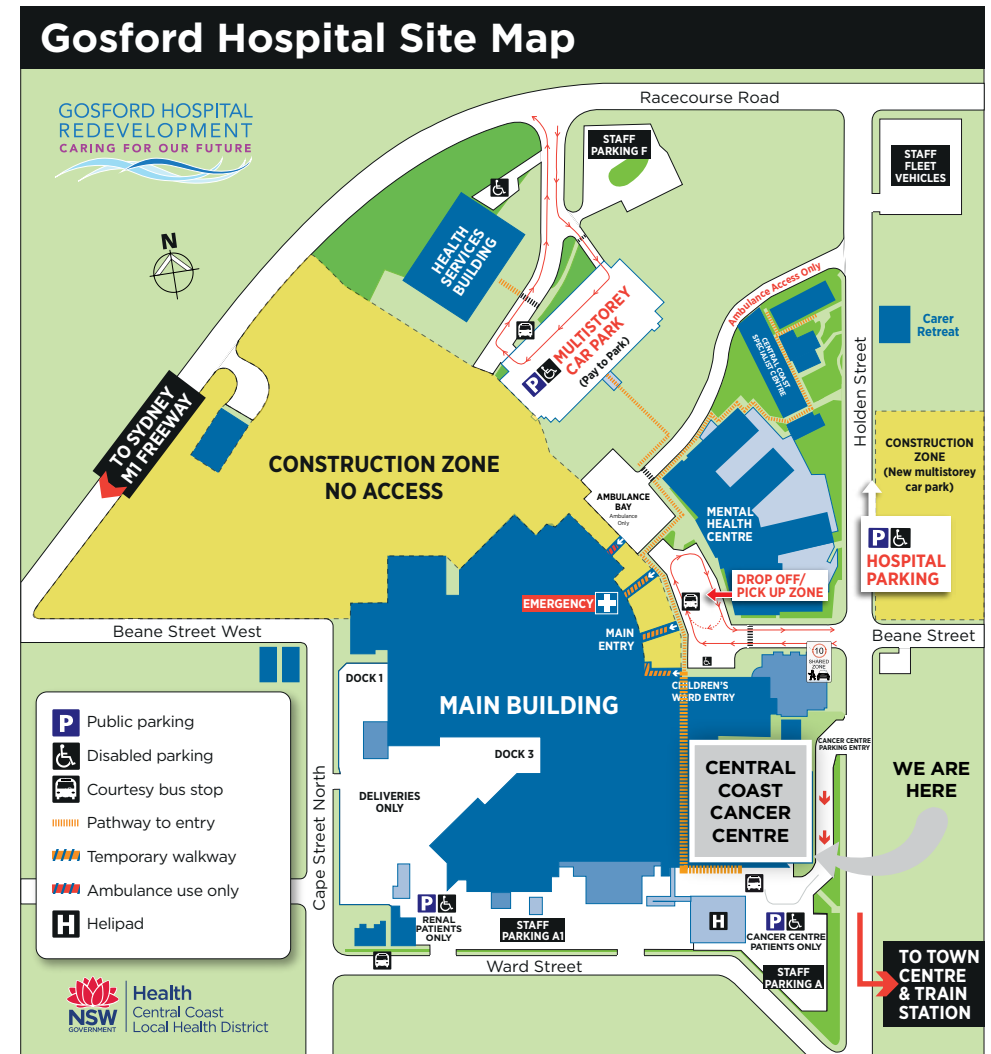 Gosford Hospital Site Map
GOSFORD HOSPITAL
REDEVELOPMENT
CARING FOR OUR FUTURE
Racecourse Road
STAFF
PARKING F
STAFF
FLEET
VEHICLES
N
HEALTH
SERVICES
BUILDING
MULTISTOREY
CAR PARK
(Pay to Park)
P
Ambulance Access Only
CENTRAL COAST
SPECIALIST CENTRE
Carer
Retreat
Holden Street
TO SYDNEY
M1 FREEWAY
CONSTRUCTION ZONE
NO ACCESS
CONSTRUCTION
ZONE
(New multistorey
car park)
AMBULANCE
BAY
Ambulance
Only
MENTAL
HEALTH
CENTRE
P
HOSPITAL
PARKING
DROP OFF/
PICK UP ZONE
EMERGENCY
MAIN
ENTRY
Beane Street West
Beane Street
10
SHARED
ZONE
DOCK 1
CHILDREN'S
WARD ENTRY
MAIN BUILDING
P Public parking
Disabled parking
Courtesy bus stop
Pathway to entry
Temporary walkway
Ambulance use only
H Helipad
DOCK 3
CANCER CENTRE
PARKING ENTRY
CENTRAL
COAST
CANCER
CENTRE
WE ARE
HERE
DELIVERIES
ONLY
Cape Street North
P
RENAL
PATIENTS
ONLY
STAFF
PARKING A1
H
P
CANCER CENTRE
PATIENTS ONLY
Ward Street
STAFF
PARKING A
TO TOWN
CENTRE
& TRAIN
STATION
NSW
GOVERNMENT
Health
Central Coast
Local Health District